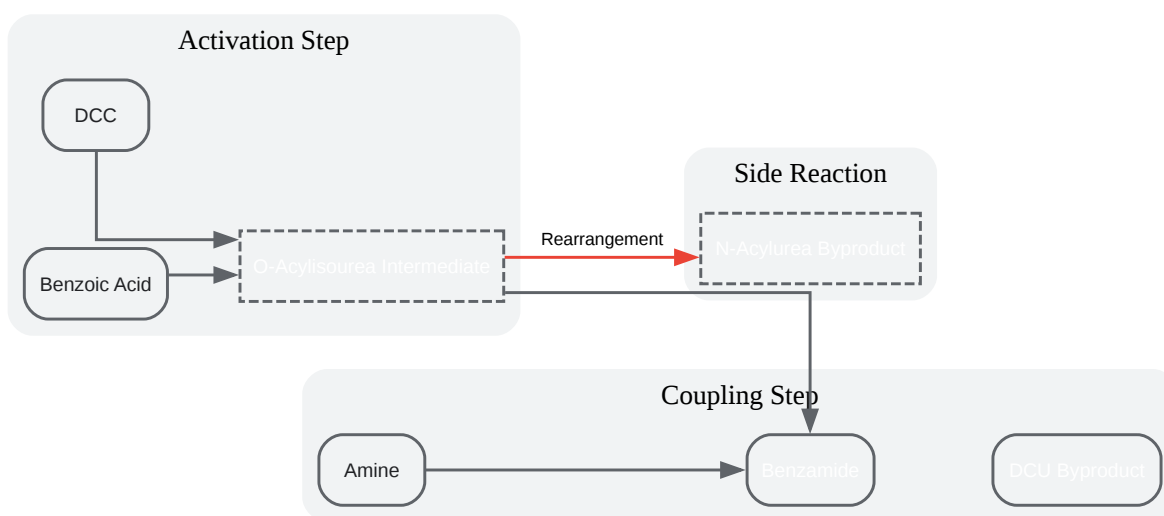 Activation Step
DCC
Benzoic Acid
O-Acylisourea Intermediate
Rearrangement
Side Reaction
N-Acylurea Byproduct
Coupling Step
Amine
Benzamide
DCU Byproduct